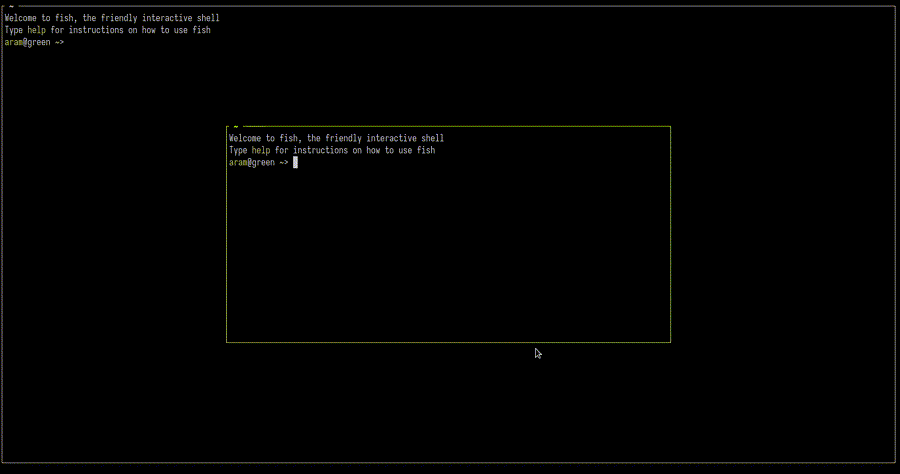 ~
Welcome to fish, the friendly interactive shell
Type help for instructions on how to use fish
aram@green ~>
~
Welcome to fish, the friendly interactive shell
Type help for instructions on how to use fish
aram@green ~>